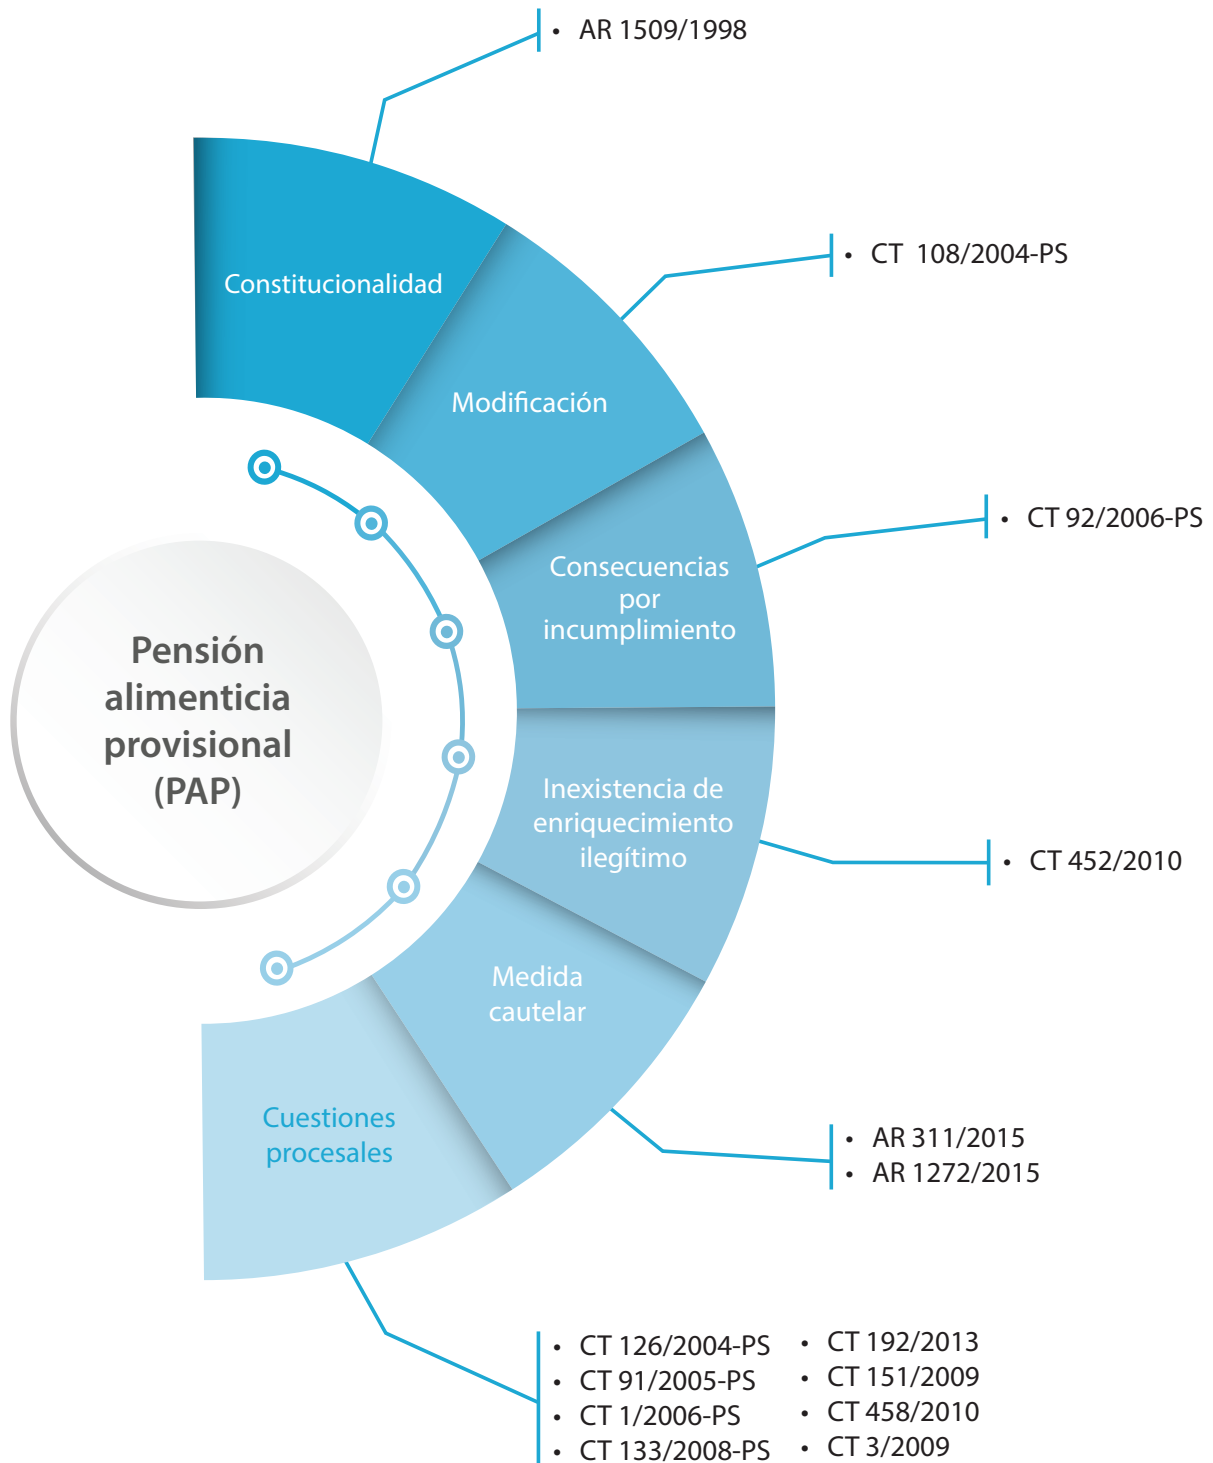 • AR 1509/1998
Constitucionalidad
• CT 108/2004-PS
Modificación
• CT 92/2006-PS
Consecuencias
por
incumplimiento
Pensión
alimenticia
provisional
(PAP)
Inexistencia de
enriquecimiento
ilegítimo
• CT 452/2010
Medida
cautelar
• AR 311/2015
• AR 1272/2015
Cuestiones
procesales
• CT 126/2004-PS
• CT 91/2005-PS
• CT 1/2006-PS
• CT 133/2008-PS
• CT 192/2013
• CT 151/2009
• CT 458/2010
• CT 3/2009